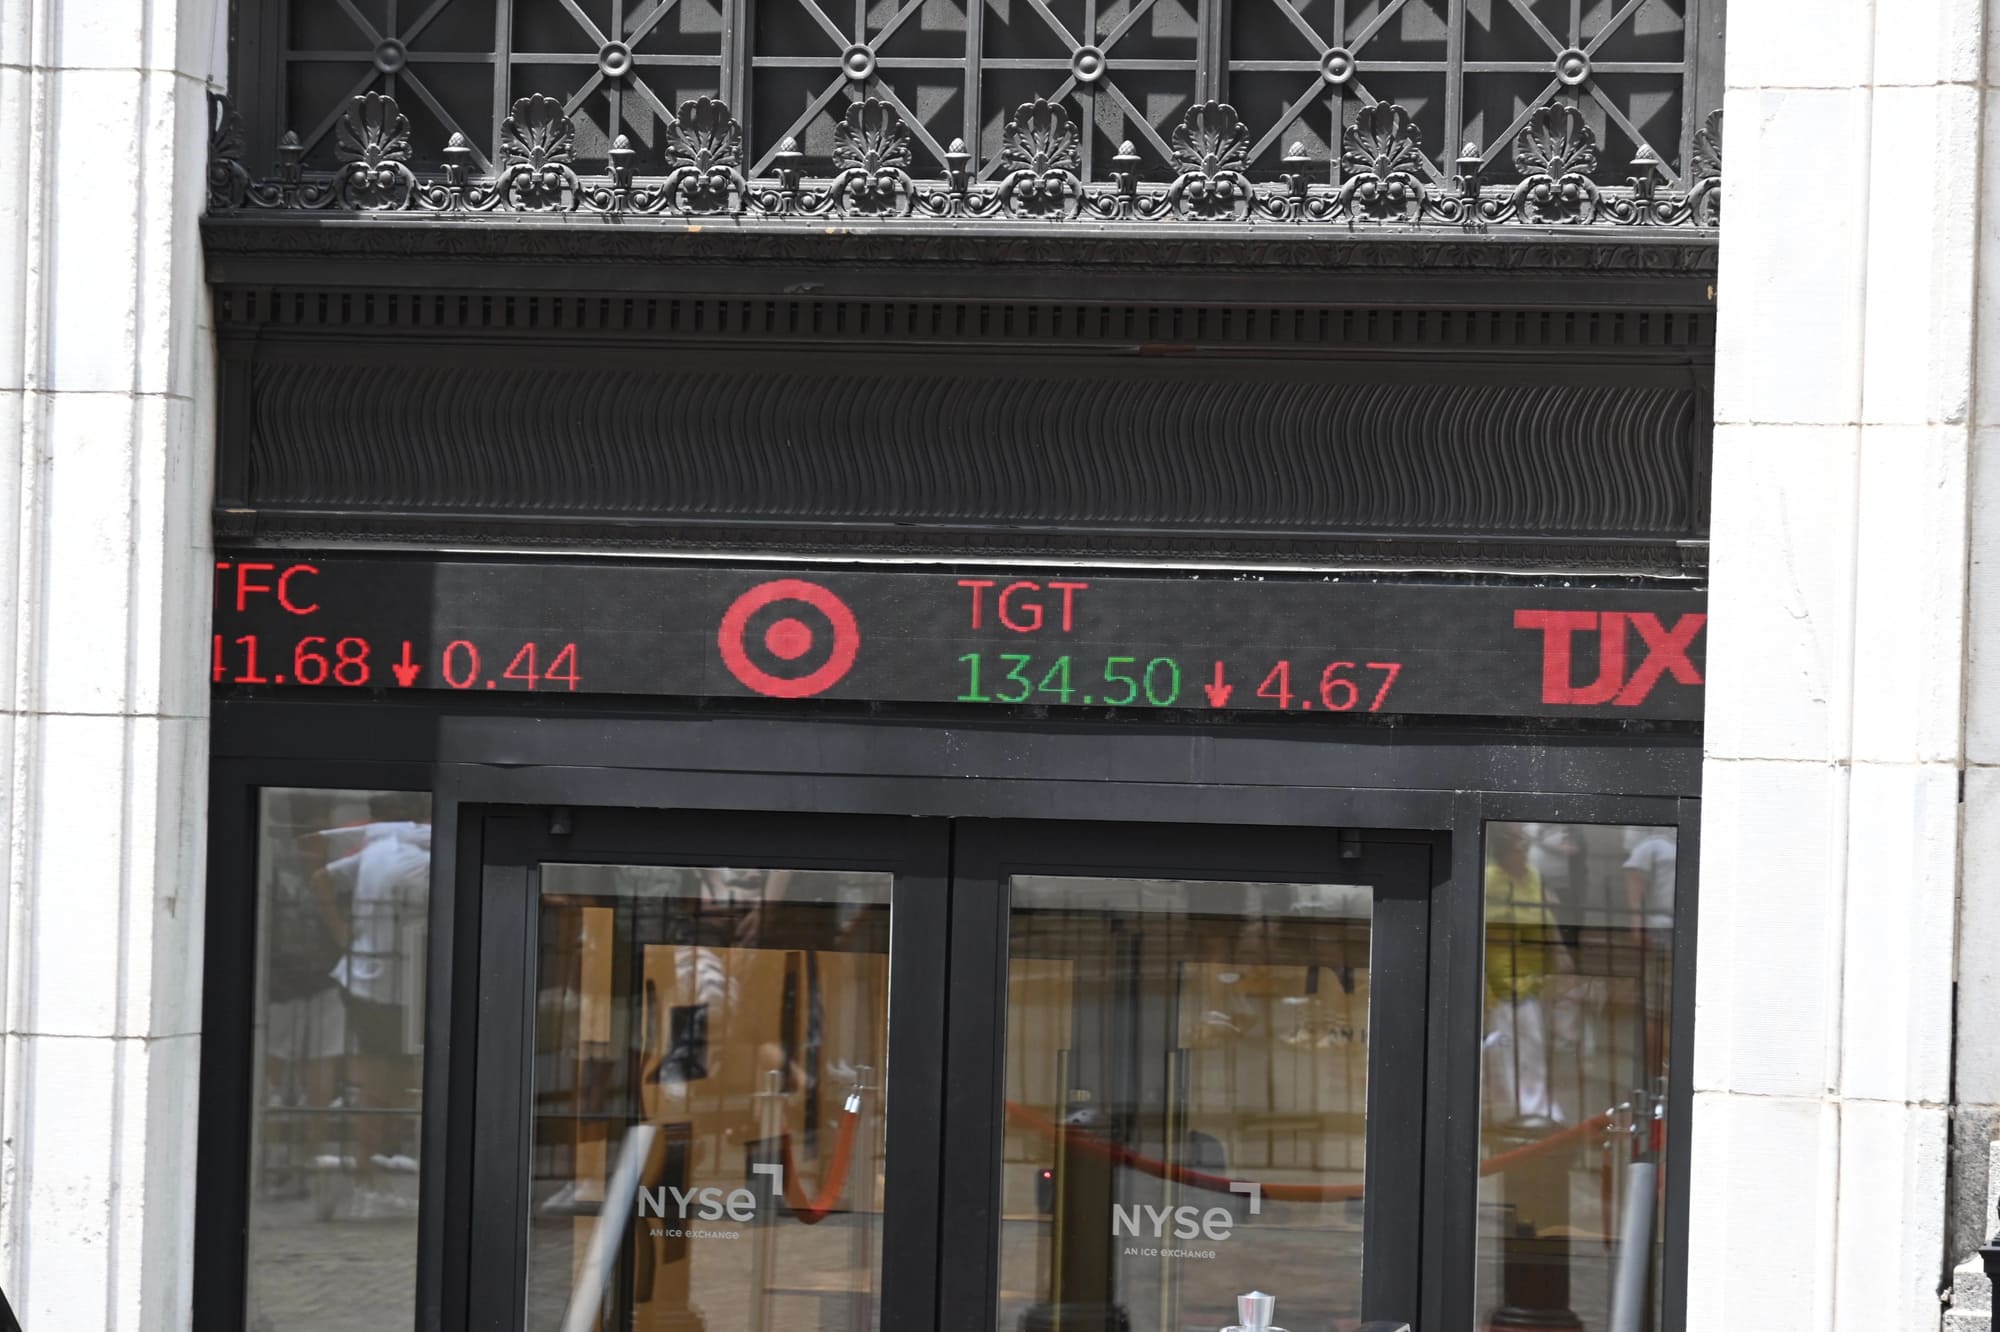 TFC
41.68 ↓ 0.44
TGT
134.50 ↓ 4.67
TJX
NYSE
AN ICE EXCHANGE
NYSE
AN ICE EXCHANGE